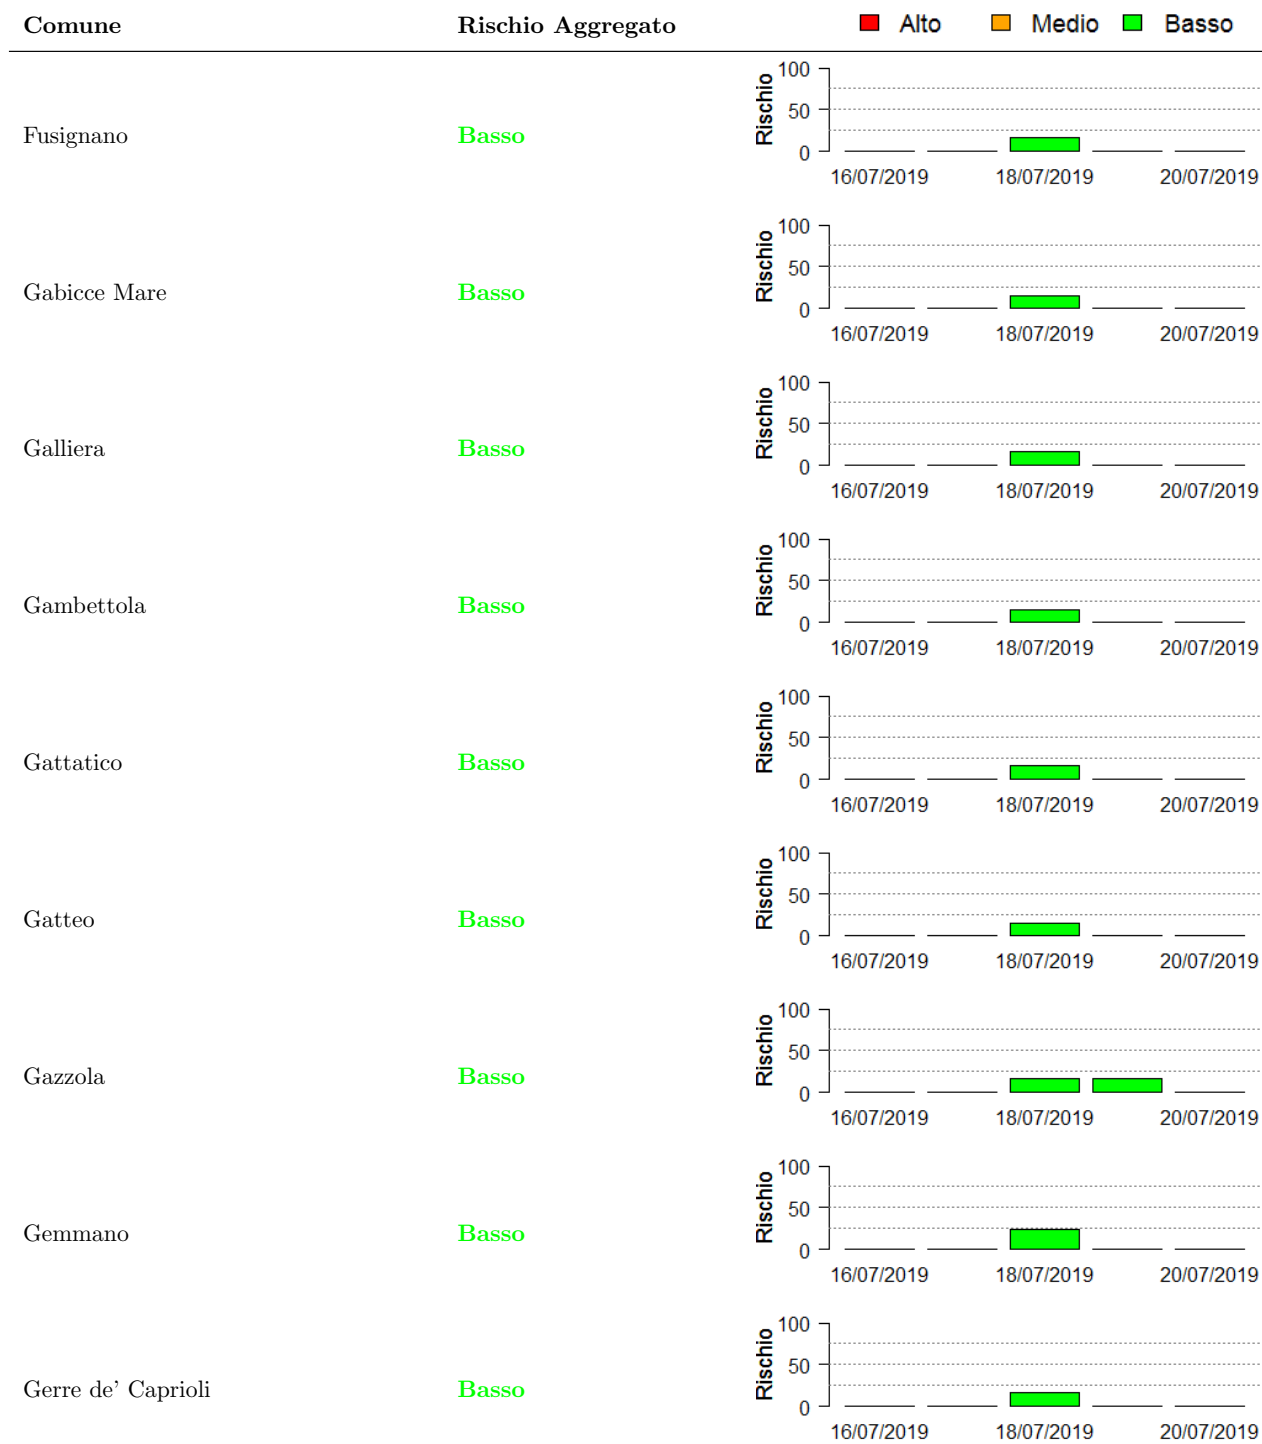 Comune Rischio Aggregato Alto Medio Basso
100
50
0
Rischio
Fusignano Basso
16/07/2019 18/07/2019 20/07/2019
100
50
0
Rischio
Gabicce Mare Basso
16/07/2019 18/07/2019 20/07/2019
100
50
0
Rischio
Galliera Basso
16/07/2019 18/07/2019 20/07/2019
100
50
0
Rischio
Gambettola Basso
16/07/2019 18/07/2019 20/07/2019
100
50
0
Rischio
Gattatico Basso
16/07/2019 18/07/2019 20/07/2019
100
50
0
Rischio
Gatteo Basso
16/07/2019 18/07/2019 20/07/2019
100
50
0
Rischio
Gazzola Basso
16/07/2019 18/07/2019 20/07/2019
100
50
0
Rischio
Gemmano Basso
16/07/2019 18/07/2019 20/07/2019
100
50
0
Rischio
Gerre de' Caprioli Basso
16/07/2019 18/07/2019 20/07/2019